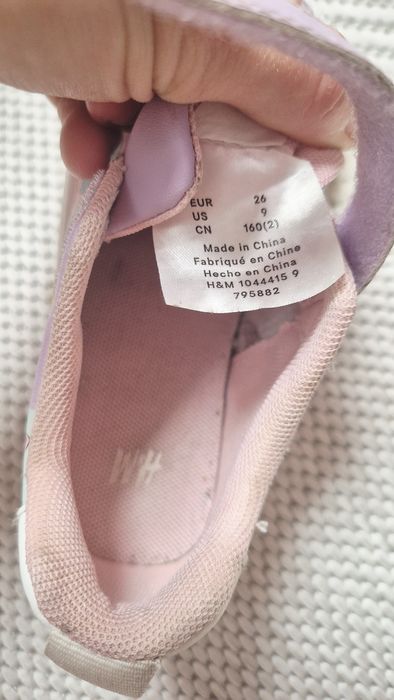 EUR 26
US 9
CN 160(2)
Made in China
Fabriqué en Chine
Hecho en China
H&M 1044415 9
795882
H&M